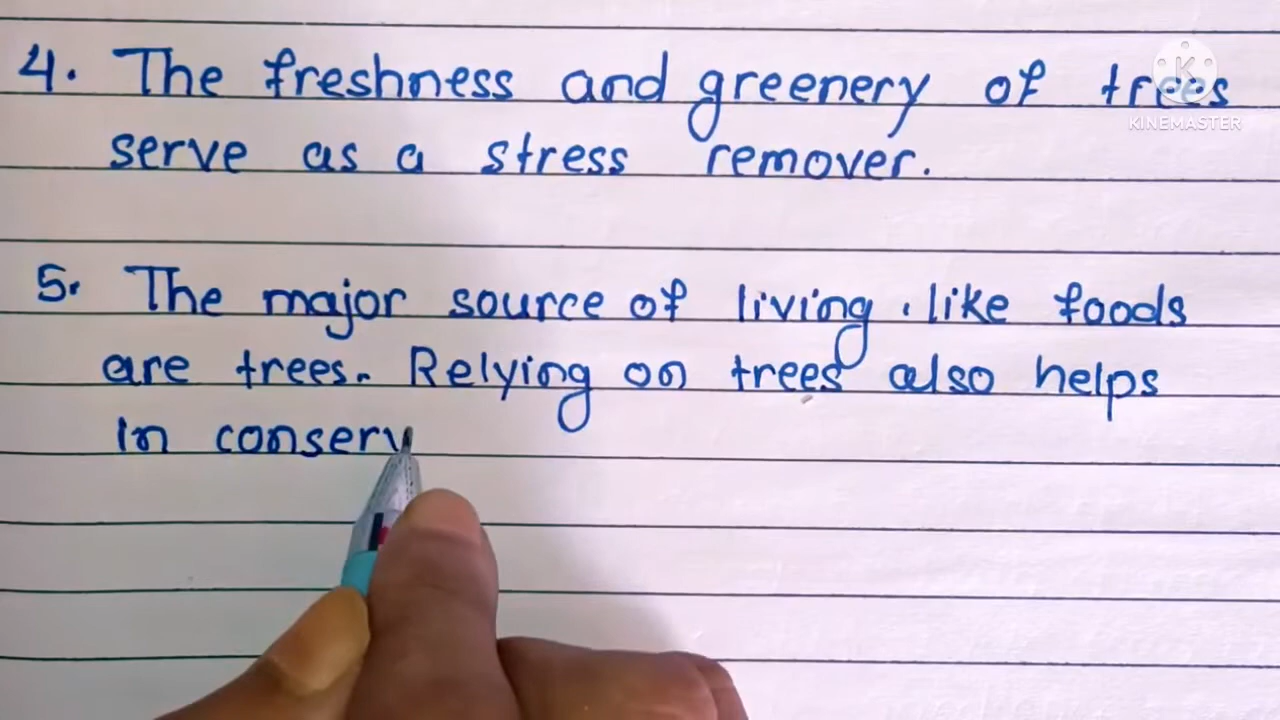 4. The freshness and greenery of trees
serve as a stress remover.
5. The major source of living, like foods
are trees. Relying on trees also helps
in conserv
KINEMASTER